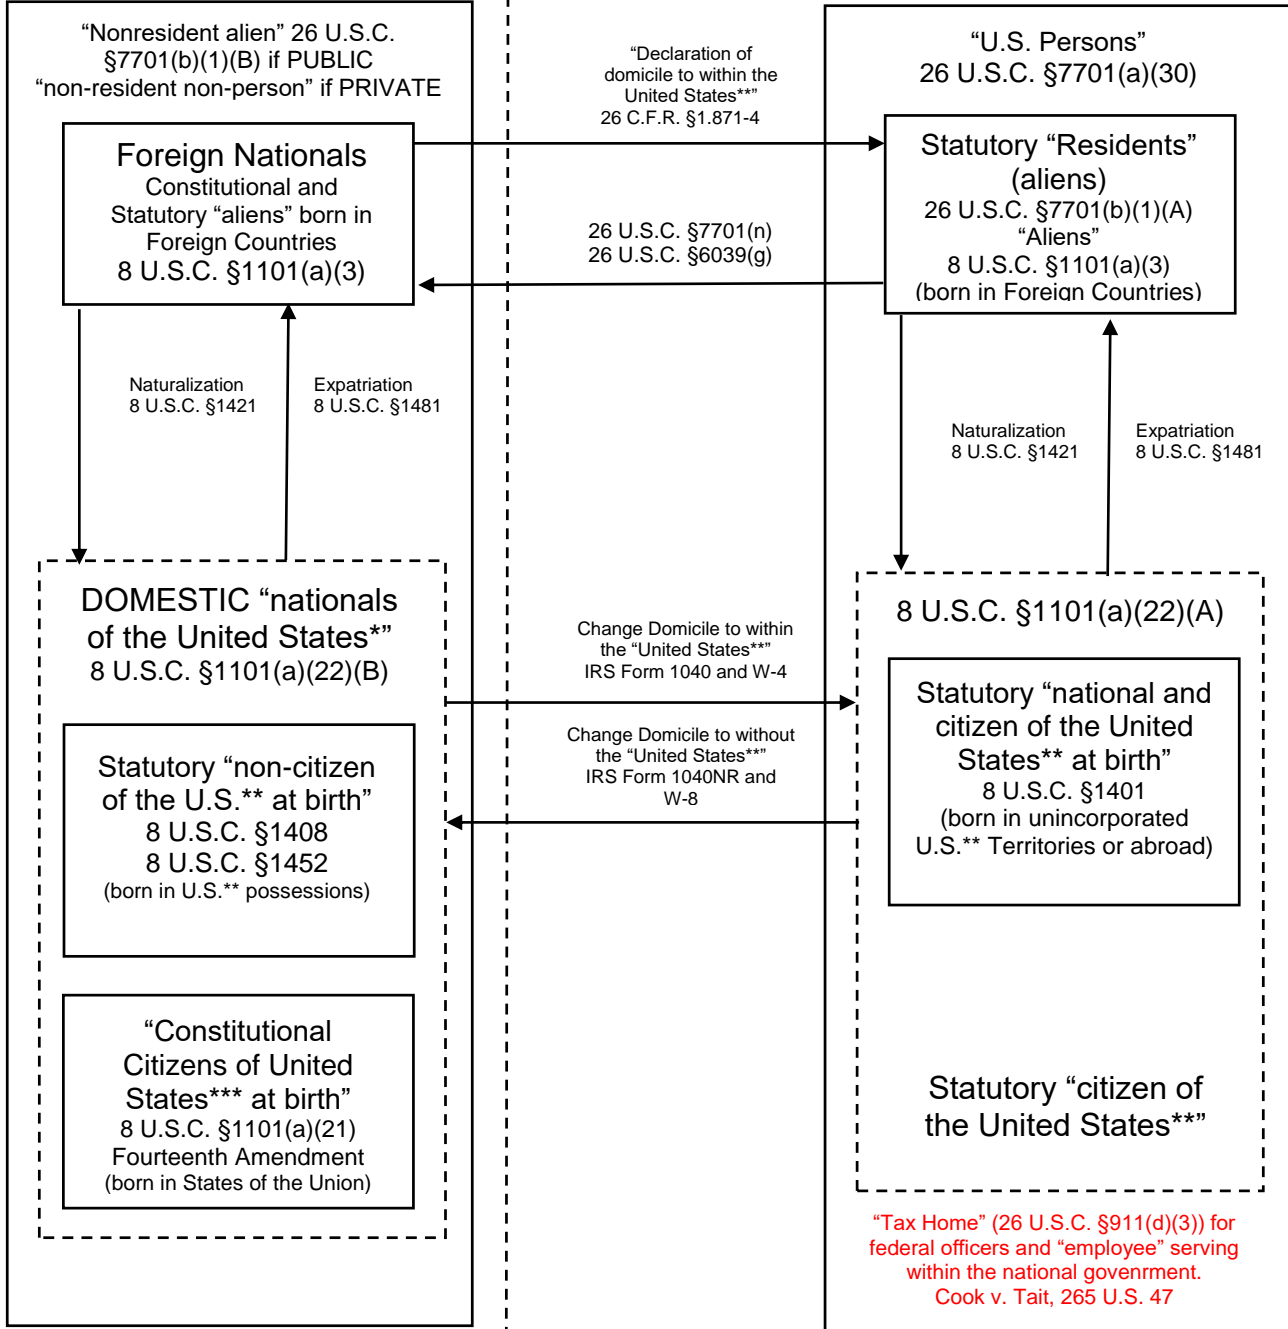 “Nonresident alien” 26 U.S.C.
§7701(b)(1)(B) if PUBLIC
“non-resident non-person” if PRIVATE
Foreign Nationals
Constitutional and
Statutory “aliens” born in
Foreign Countries
8 U.S.C. §1101(a)(3)
“Declaration of
domicile to within the
United States**”
26 C.F.R. §1.871-4
26 U.S.C. §7701(n)
26 U.S.C. §6039(g)
“U.S. Persons”
26 U.S.C. §7701(a)(30)
Statutory “Residents”
(aliens)
26 U.S.C. §7701(b)(1)(A)
“Aliens”
8 U.S.C. §1101(a)(3)
(born in Foreign Countries)
Naturalization
8 U.S.C. §1421
Expatriation
8 U.S.C. §1481
Naturalization
8 U.S.C. §1421
Expatriation
8 U.S.C. §1481
DOMESTIC “nationals
of the United States*”
8 U.S.C. §1101(a)(22)(B)
Statutory “non-citizen
of the U.S.** at birth”
8 U.S.C. §1408
8 U.S.C. §1452
(born in U.S.** possessions)
“Constitutional
Citizens of United
States*** at birth”
8 U.S.C. §1101(a)(21)
Fourteenth Amendment
(born in States of the Union)
Change Domicile to within
the “United States**”
IRS Form 1040 and W-4
Change Domicile to without
the “United States**”
IRS Form 1040NR and
W-8
8 U.S.C. §1101(a)(22)(A)
Statutory “national and
citizen of the United
States** at birth”
8 U.S.C. §1401
(born in unincorporated
U.S.** Territories or abroad)
Statutory “citizen of
the United States**”
“Tax Home” (26 U.S.C. §911(d)(3)) for
federal officers and “employee” serving
within the national govenrment.
Cook v. Tait, 265 U.S. 47